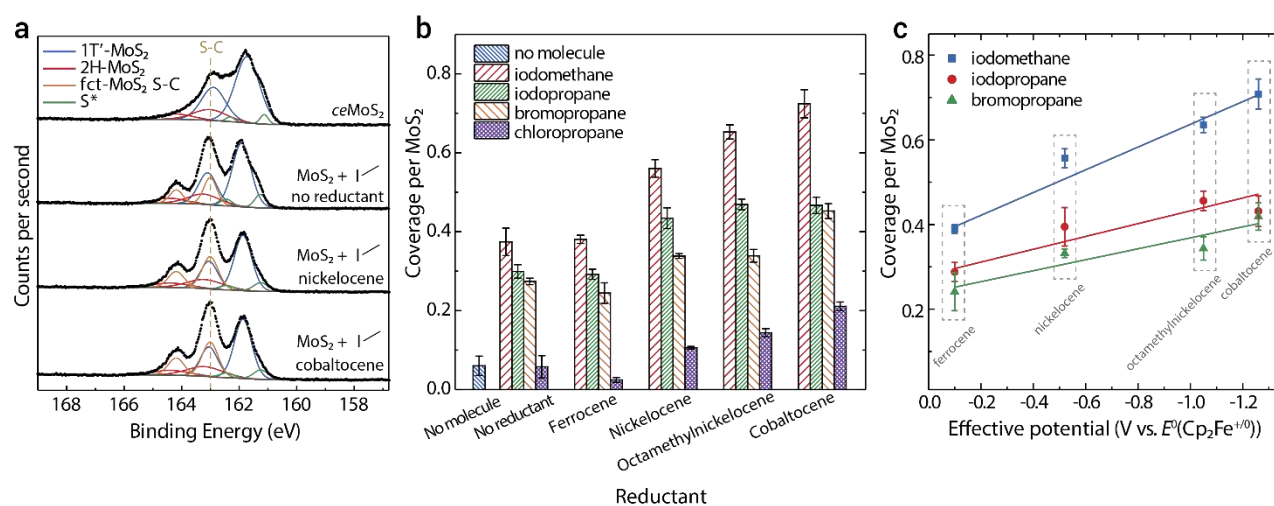 a
1T′-MoS₂
2H-MoS₂
fct-MoS₂ S-C
S*
S-C
ceMoS₂
MoS₂ + I
no reductant
MoS₂ + I
nickelocene
MoS₂ + I
cobaltocene
Counts per second
168 166 164 162 160 158
Binding Energy (eV)
b
no molecule
iodomethane
iodopropane
bromopropane
chloropropane
Coverage per MoS₂
0.8
0.6
0.4
0.2
0.0
No molecule
No reductant
Ferrocene
Nickelocene
Octamethylnickelocene
Cobaltocene
Reductant
c
iodomethane
iodopropane
bromopropane
Coverage per MoS₂
0.8
0.6
0.4
0.2
ferrocene
nickelocene
octamethylnickelocene
cobaltocene
0.0 -0.2 -0.4 -0.6 -0.8 -1.0 -1.2
Effective potential (V vs. E⁰(Cp₂Fe⁺/⁰))